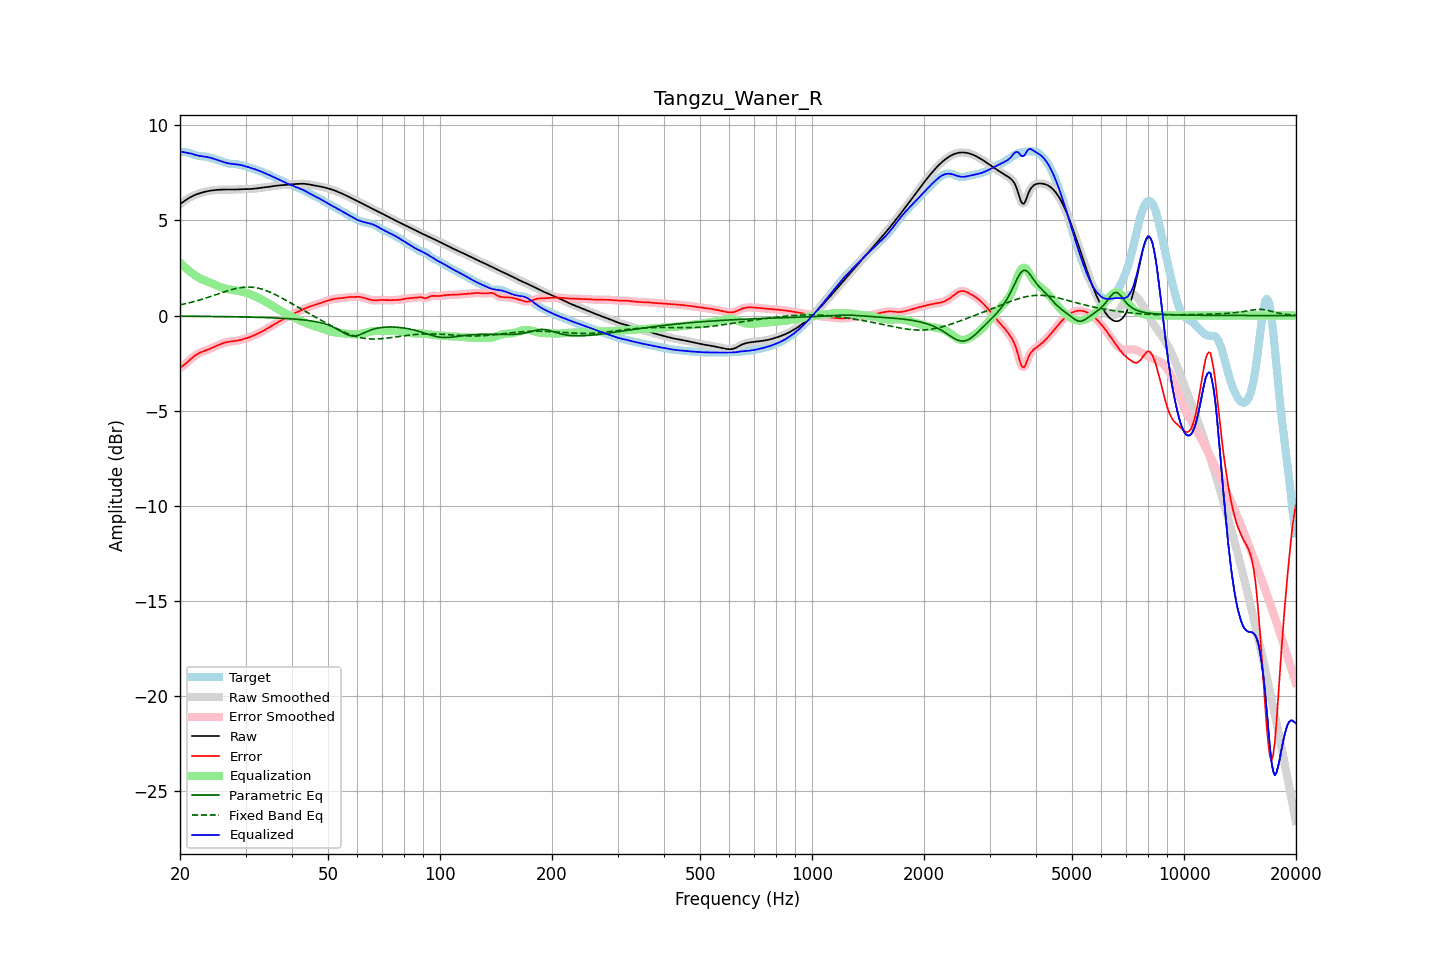 Tangzu_Waner_R
Amplitude (dBr)
10
5
0
−5
−10
−15
−20
−25
Target
Raw Smoothed
Error Smoothed
Raw
Error
Equalization
Parametric Eq
Fixed Band Eq
Equalized
20
50
100
200
500
1000
2000
5000
10000
20000
Frequency (Hz)